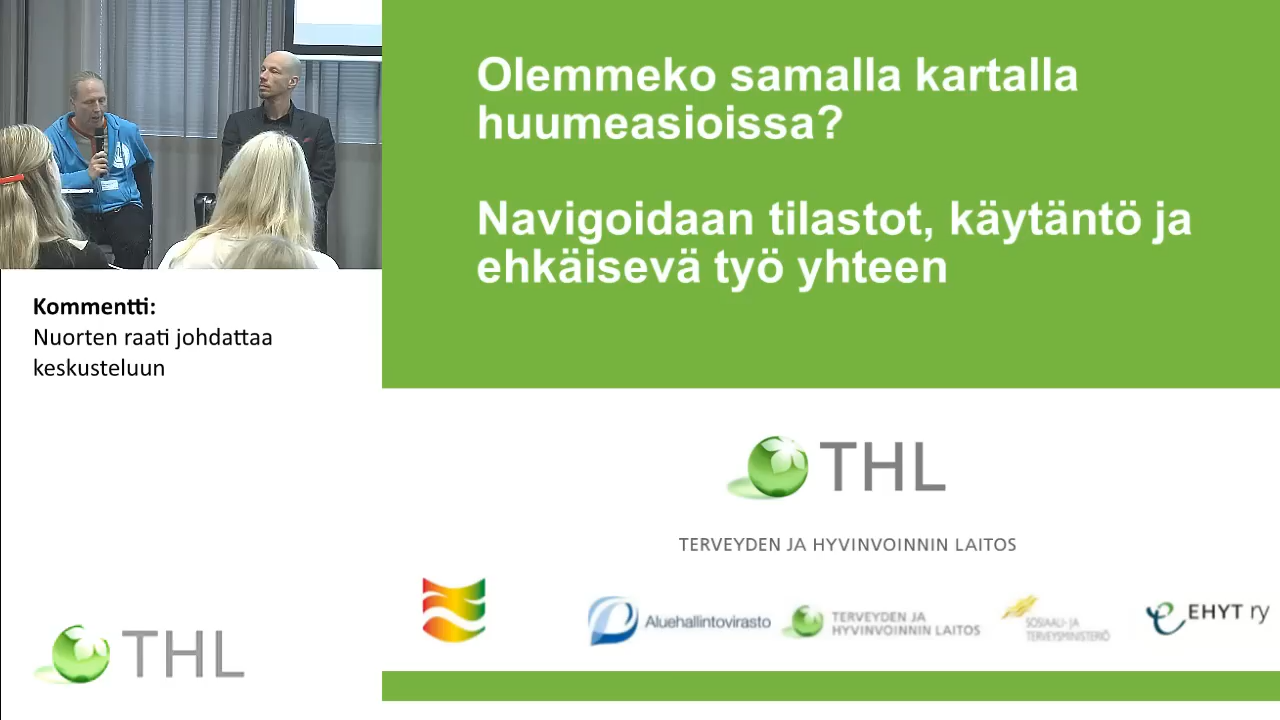 Olemmeko samalla kartalla
huumeasioissa?
Navigoidaan tilastot, käytäntö ja
ehkäisevä työ yhteen
Kommentti:
Nuorten raati johdattaa
keskusteluun
THL
TERVEYDEN JA HYVINVOINNIN LAITOS
Aluehallintovirasto
TERVEYDEN JA
HYVINVOINNIN LAITOS
SOSIAALI- JA
TERVEYSMINISTERIÖ
EHYT ry
THL